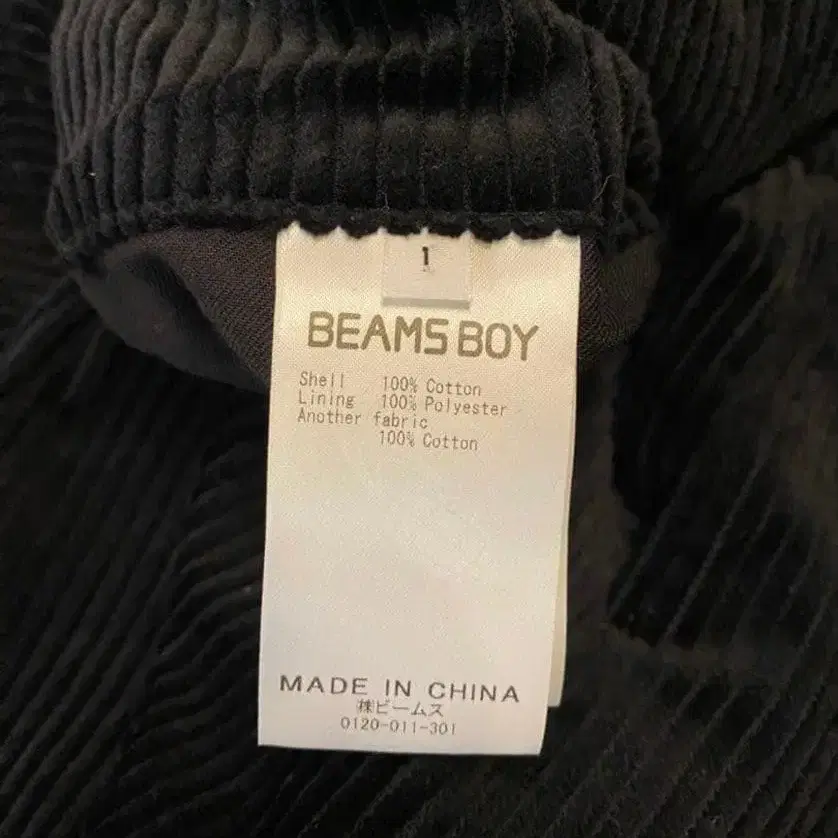 1
BEAMS BOY
Shell 100% Cotton
Lining 100% Polyester
Another fabric
100% Cotton
MADE IN CHINA
㈱ビームス
0120-011-301